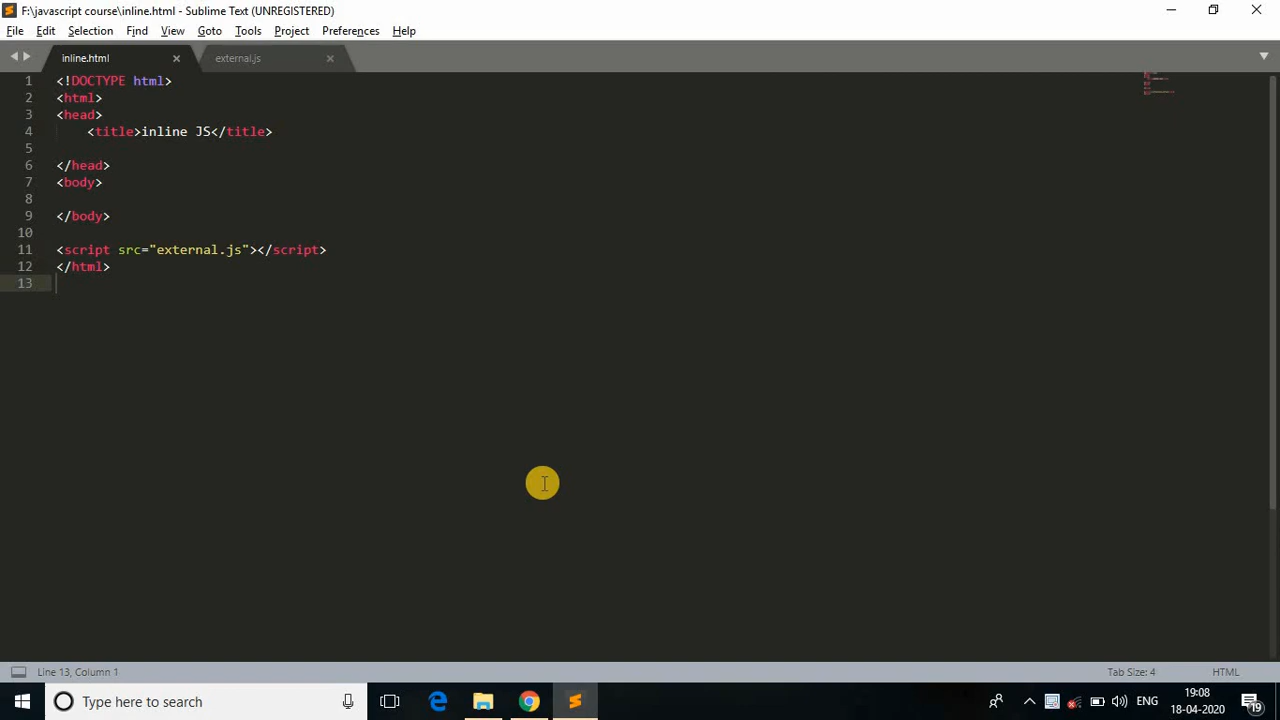 F:\javascript course\inline.html - Sublime Text (UNREGISTERED)
File Edit Selection Find View Goto Tools Project Preferences Help
inline.html external.js
1 <!DOCTYPE html>
2 <html>
3 <head>
4 <title>inline JS</title>
5
6 </head>
7 <body>
8
9 </body>
10
11 <script src="external.js"></script>
12 </html>
13
Line 13, Column 1 Tab Size: 4 HTML
Type here to search ENG 19:08
18-04-2020 19